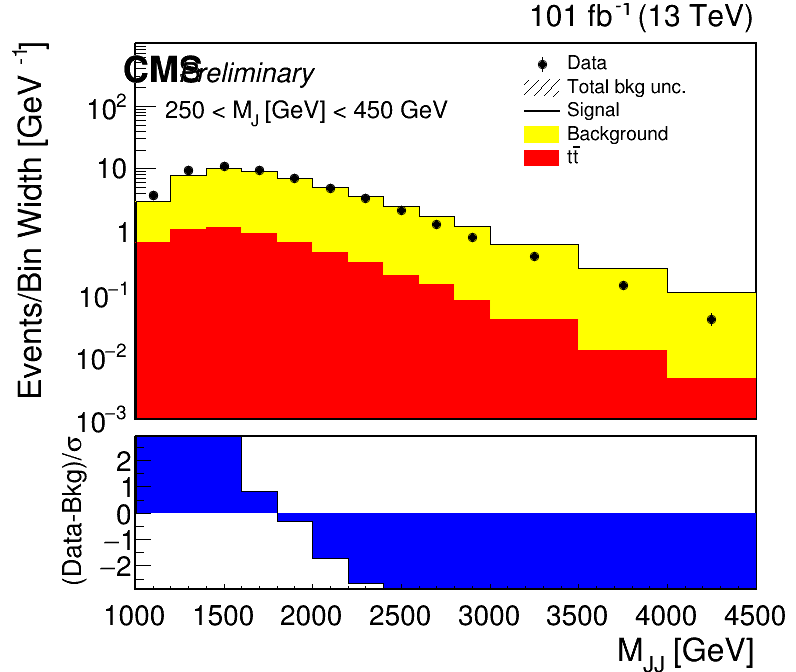 101 fb⁻¹ (13 TeV)
CMS Preliminary
250 < M_J [GeV] < 450 GeV
Data
Total bkg unc.
Signal
Background
tt̄
Events/Bin Width [GeV⁻¹]
10²
10
1
10⁻¹
10⁻²
10⁻³
(Data-Bkg)/σ
2
1
0
−1
−2
1000 1500 2000 2500 3000 3500 4000 4500
M_JJ [GeV]